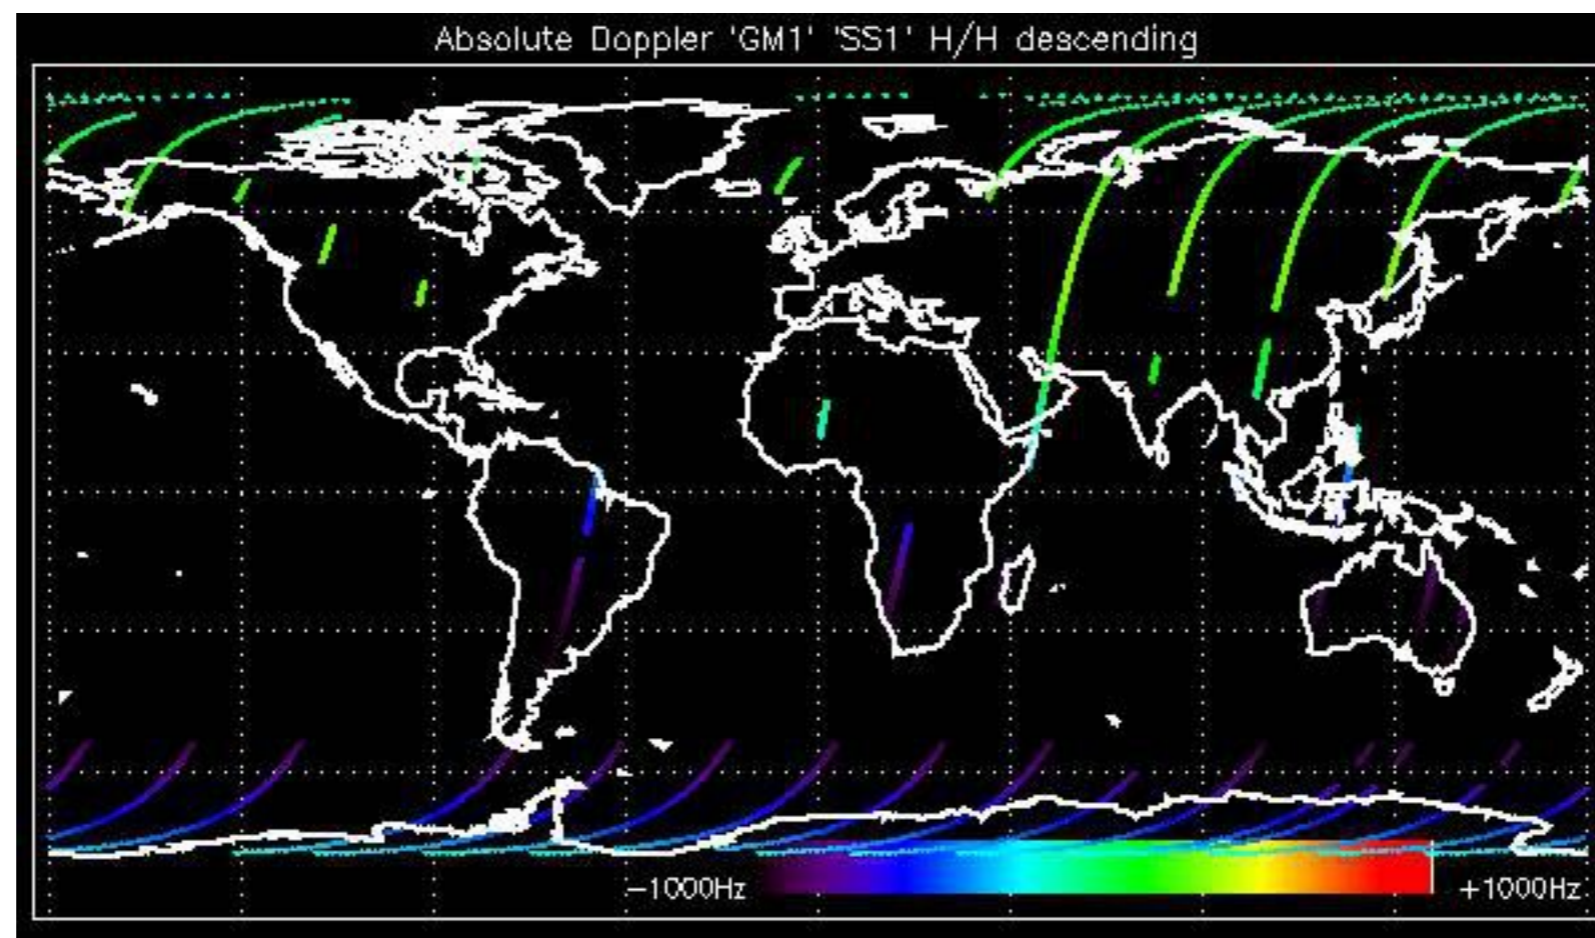 Absolute Doppler 'GM1' 'SS1' H/H descending
−1000Hz
+1000Hz